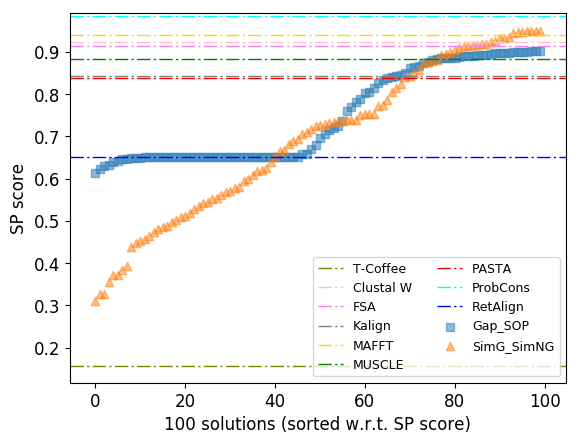 SP score
0.9
0.8
0.7
0.6
0.5
0.4
0.3
0.2
T-Coffee
Clustal W
FSA
Kalign
MAFFT
MUSCLE
PASTA
ProbCons
RetAlign
Gap_SOP
SimG_SimNG
0 20 40 60 80 100
100 solutions (sorted w.r.t. SP score)